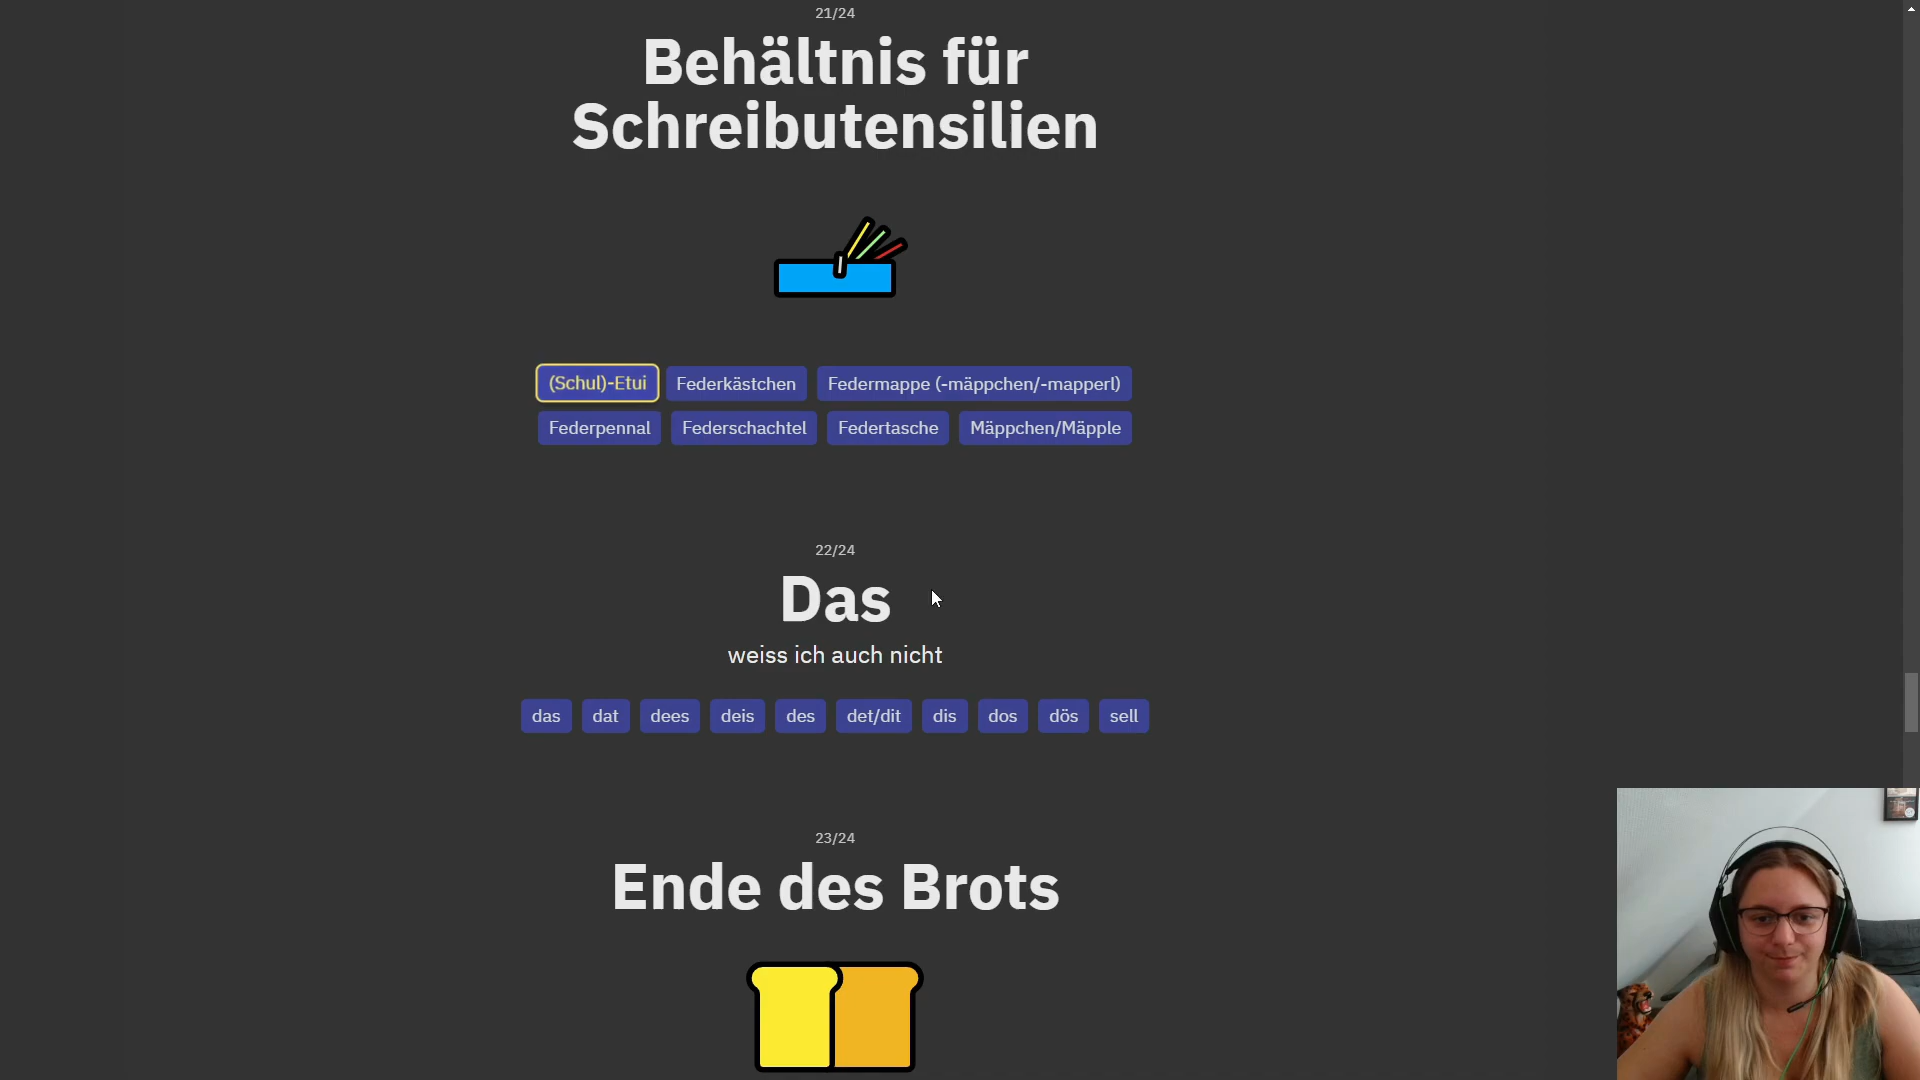 21/24
Behältnis für
Schreibutensilien
(Schul)-Etui Federkästchen Federmappe (-mäppchen/-mapperl)
Federpennal Federschachtel Federtasche Mäppchen/Mäpple
22/24
Das
weiss ich auch nicht
das dat dees deis des det/dit dis dos dös sell
23/24
Ende des Brots